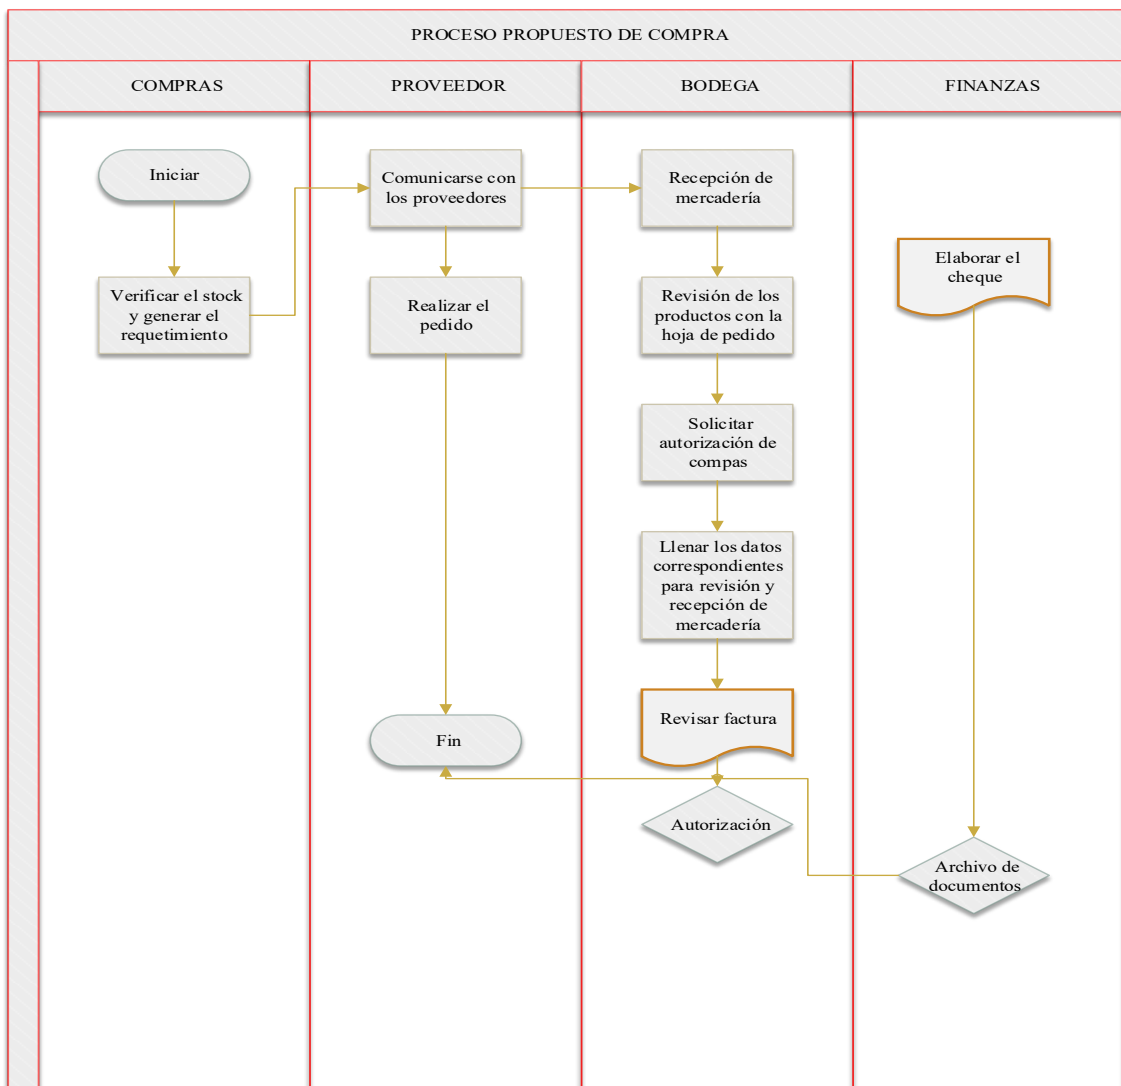 PROCESO PROPUESTO DE COMPRA
COMPRAS
PROVEEDOR
BODEGA
FINANZAS
Iniciar
Verificar el stock
y generar el
requetimiento
Comunicarse con
los proveedores
Realizar el
pedido
Fin
Recepción de
mercadería
Revisión de los
productos con la
hoja de pedido
Solicitar
autorización de
compas
Llenar los datos
correspondientes
para revisión y
recepción de
mercadería
Revisar factura
Autorización
Elaborar el
cheque
Archivo de
documentos